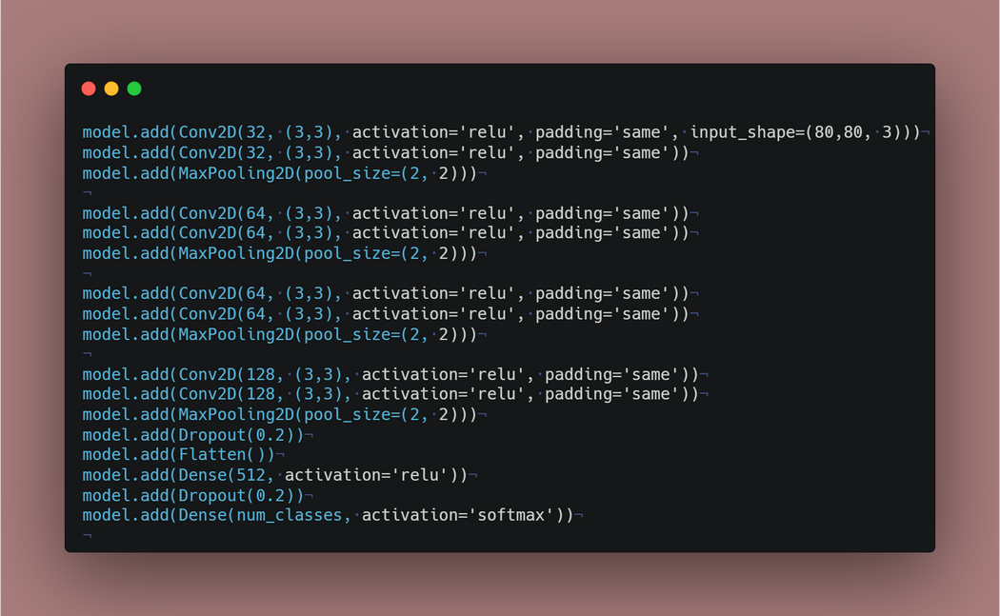 model.add(Conv2D(32, (3,3), activation='relu', padding='same', input_shape=(80,80, 3)))¬
model.add(Conv2D(32, (3,3), activation='relu', padding='same'))¬
model.add(MaxPooling2D(pool_size=(2, 2)))¬
¬
model.add(Conv2D(64, (3,3), activation='relu', padding='same'))¬
model.add(Conv2D(64, (3,3), activation='relu', padding='same'))¬
model.add(MaxPooling2D(pool_size=(2, 2)))¬
¬
model.add(Conv2D(64, (3,3), activation='relu', padding='same'))¬
model.add(Conv2D(64, (3,3), activation='relu', padding='same'))¬
model.add(MaxPooling2D(pool_size=(2, 2)))¬
¬
model.add(Conv2D(128, (3,3), activation='relu', padding='same'))¬
model.add(Conv2D(128, (3,3), activation='relu', padding='same'))¬
model.add(MaxPooling2D(pool_size=(2, 2)))¬
model.add(Dropout(0.2))¬
model.add(Flatten())¬
model.add(Dense(512, activation='relu'))¬
model.add(Dropout(0.2))¬
model.add(Dense(num_classes, activation='softmax'))¬
¬